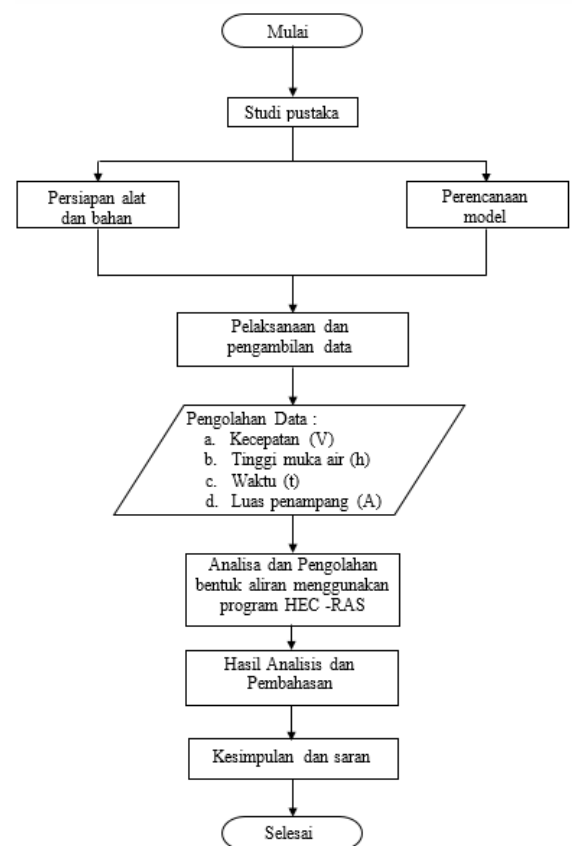 Mulai
Studi pustaka
Persiapan alat
dan bahan
Perencanaan
model
Pelaksanaan dan
pengambilan data
Pengolahan Data :
a. Kecepatan (V)
b. Tinggi muka air (h)
c. Waktu (t)
d. Luas penampang (A)
Analisa dan Pengolahan
bentuk aliran menggunakan
program HEC -RAS
Hasil Analisis dan
Pembahasan
Kesimpulan dan saran
Selesai